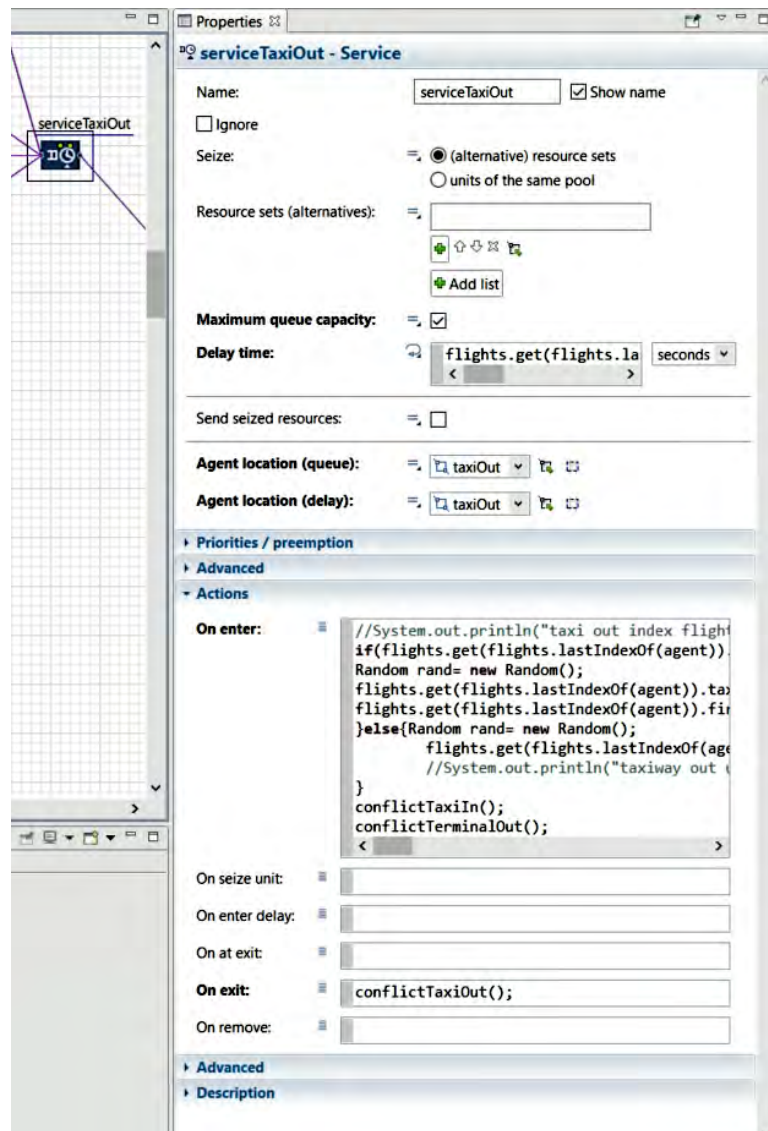 Properties
serviceTaxiOut - Service
serviceTaxiOut
Name:
serviceTaxiOut
Show name
Ignore
Seize:
(alternative) resource sets
units of the same pool
Resource sets (alternatives):
Add list
Maximum queue capacity:
Delay time:
flights.get(flights.la
seconds
Send seized resources:
Agent location (queue):
taxiOut
Agent location (delay):
taxiOut
Priorities / preemption
Advanced
Actions
On enter:
//System.out.println("taxi out index flight
if(flights.get(flights.lastIndexOf(agent)).
Random rand= new Random();
flights.get(flights.lastIndexOf(agent)).tax
flights.get(flights.lastIndexOf(agent)).fir
}else{Random rand= new Random();
flights.get(flights.lastIndexOf(age
//System.out.println("taxiway out
}
conflictTaxiIn();
conflictTerminalOut();
On seize unit:
On enter delay:
On at exit:
On exit:
conflictTaxiOut();
On remove:
Advanced
Description